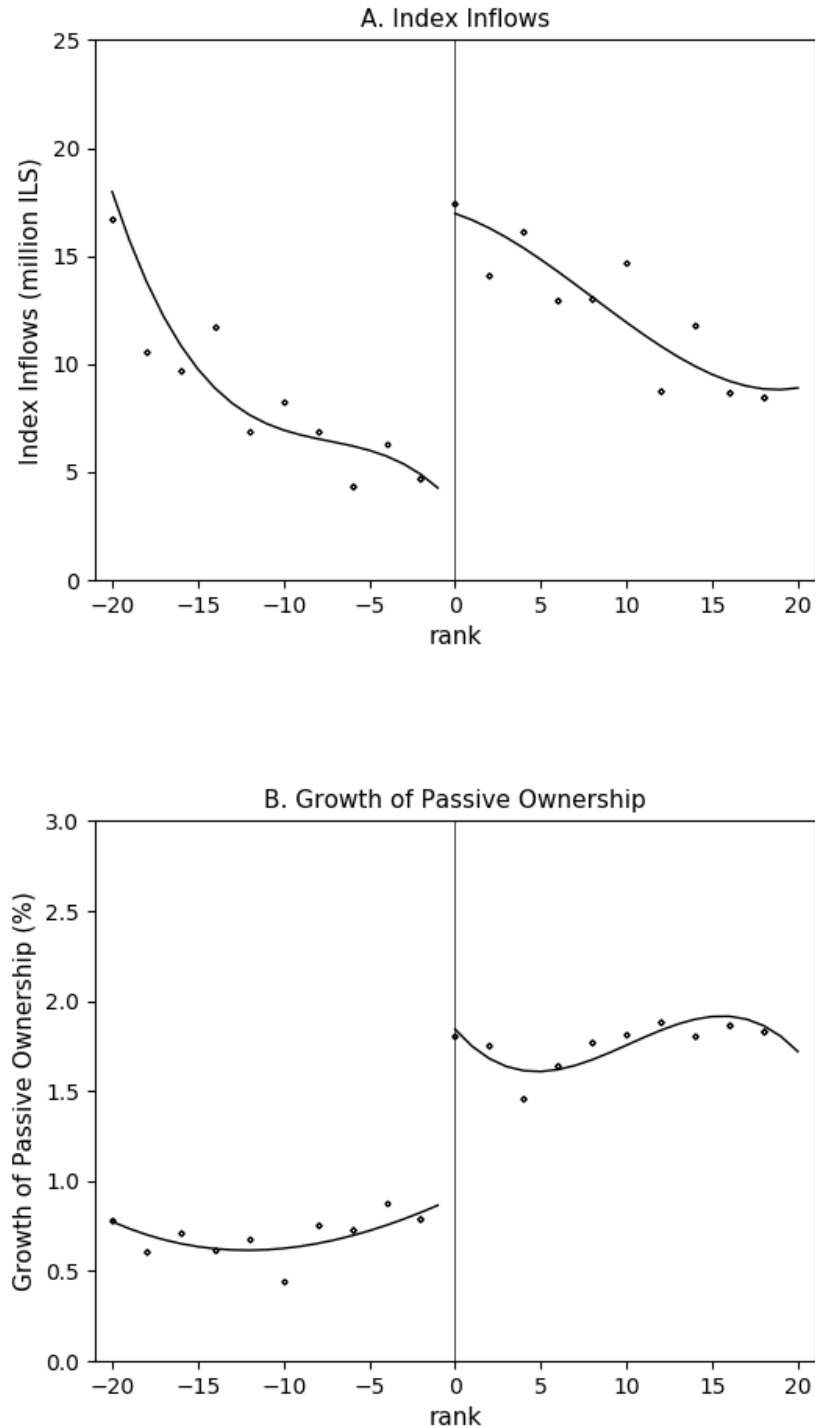 A. Index Inflows
25
20
15
10
5
0
Index Inflows (million ILS)
−20 −15 −10 −5 0 5 10 15 20
rank
B. Growth of Passive Ownership
3.0
2.5
2.0
1.5
1.0
0.5
0.0
Growth of Passive Ownership (%)
−20 −15 −10 −5 0 5 10 15 20
rank